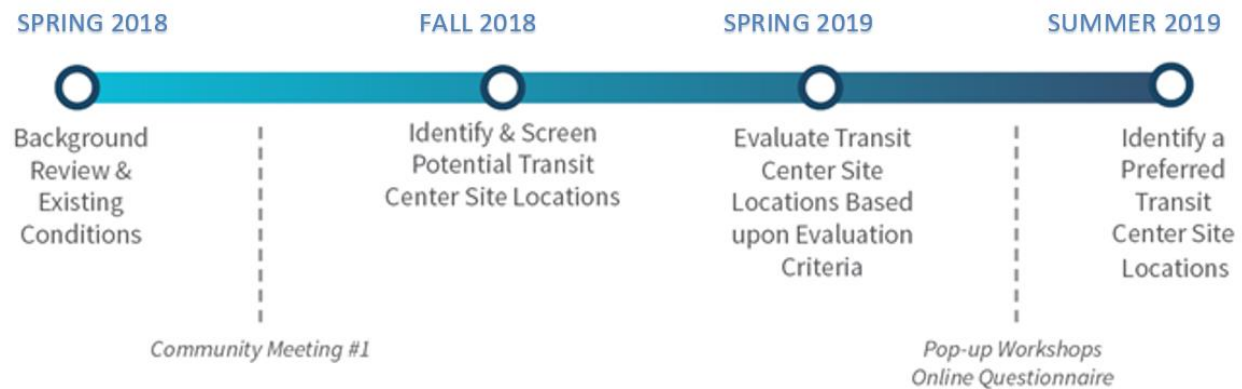 SPRING 2018
FALL 2018
SPRING 2019
SUMMER 2019
Background
Review &
Existing
Conditions
Identify & Screen
Potential Transit
Center Site Locations
Evaluate Transit
Center Site
Locations Based
upon Evaluation
Criteria
Identify a
Preferred
Transit
Center Site
Locations
Community Meeting #1
Pop-up Workshops
Online Questionnaire